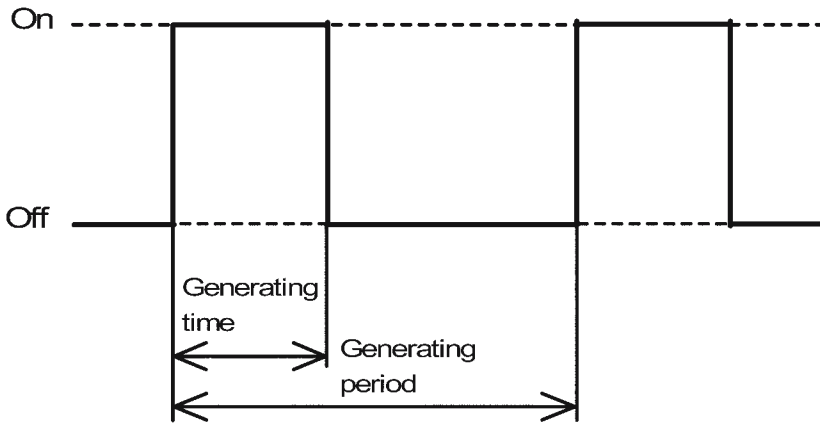 On
Off
Generating
time
Generating
period